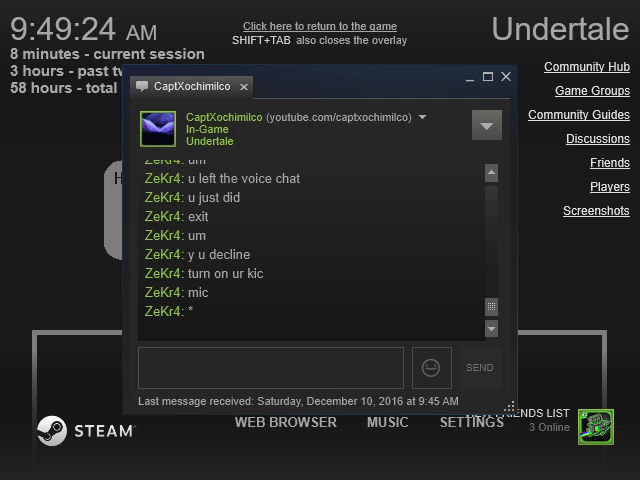 9:49:24 AM
8 minutes - current session
3 hours - past tw
58 hours - total
Click here to return to the game
SHIFT+TAB also closes the overlay
Undertale
Community Hub
Game Groups
Community Guides
Discussions
Friends
Players
Screenshots
CaptXochimilco
CaptXochimilco (youtube.com/captxochimilco)
In-Game
Undertale
H
ZeKr4: um
ZeKr4: u left the voice chat
ZeKr4: u just did
ZeKr4: exit
ZeKr4: um
ZeKr4: y u decline
ZeKr4: turn on ur kic
ZeKr4: mic
ZeKr4: *
SEND
Last message received: Saturday, December 10, 2016 at 9:45 AM
STEAM
WEB BROWSER
MUSIC
SETTINGS
FRIENDS LIST
3 Online